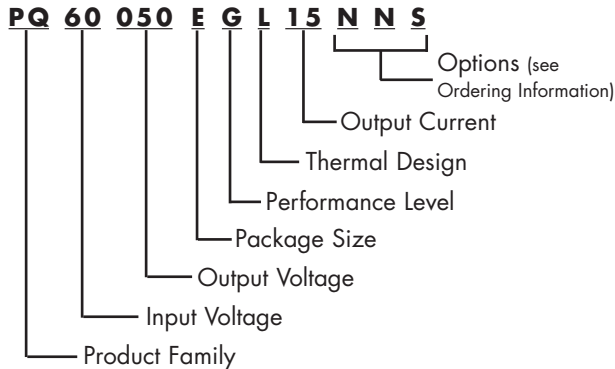 PQ 60 050 E G L 15 N N S
Options (see
Ordering Information)
Output Current
Thermal Design
Performance Level
Package Size
Output Voltage
Input Voltage
Product Family